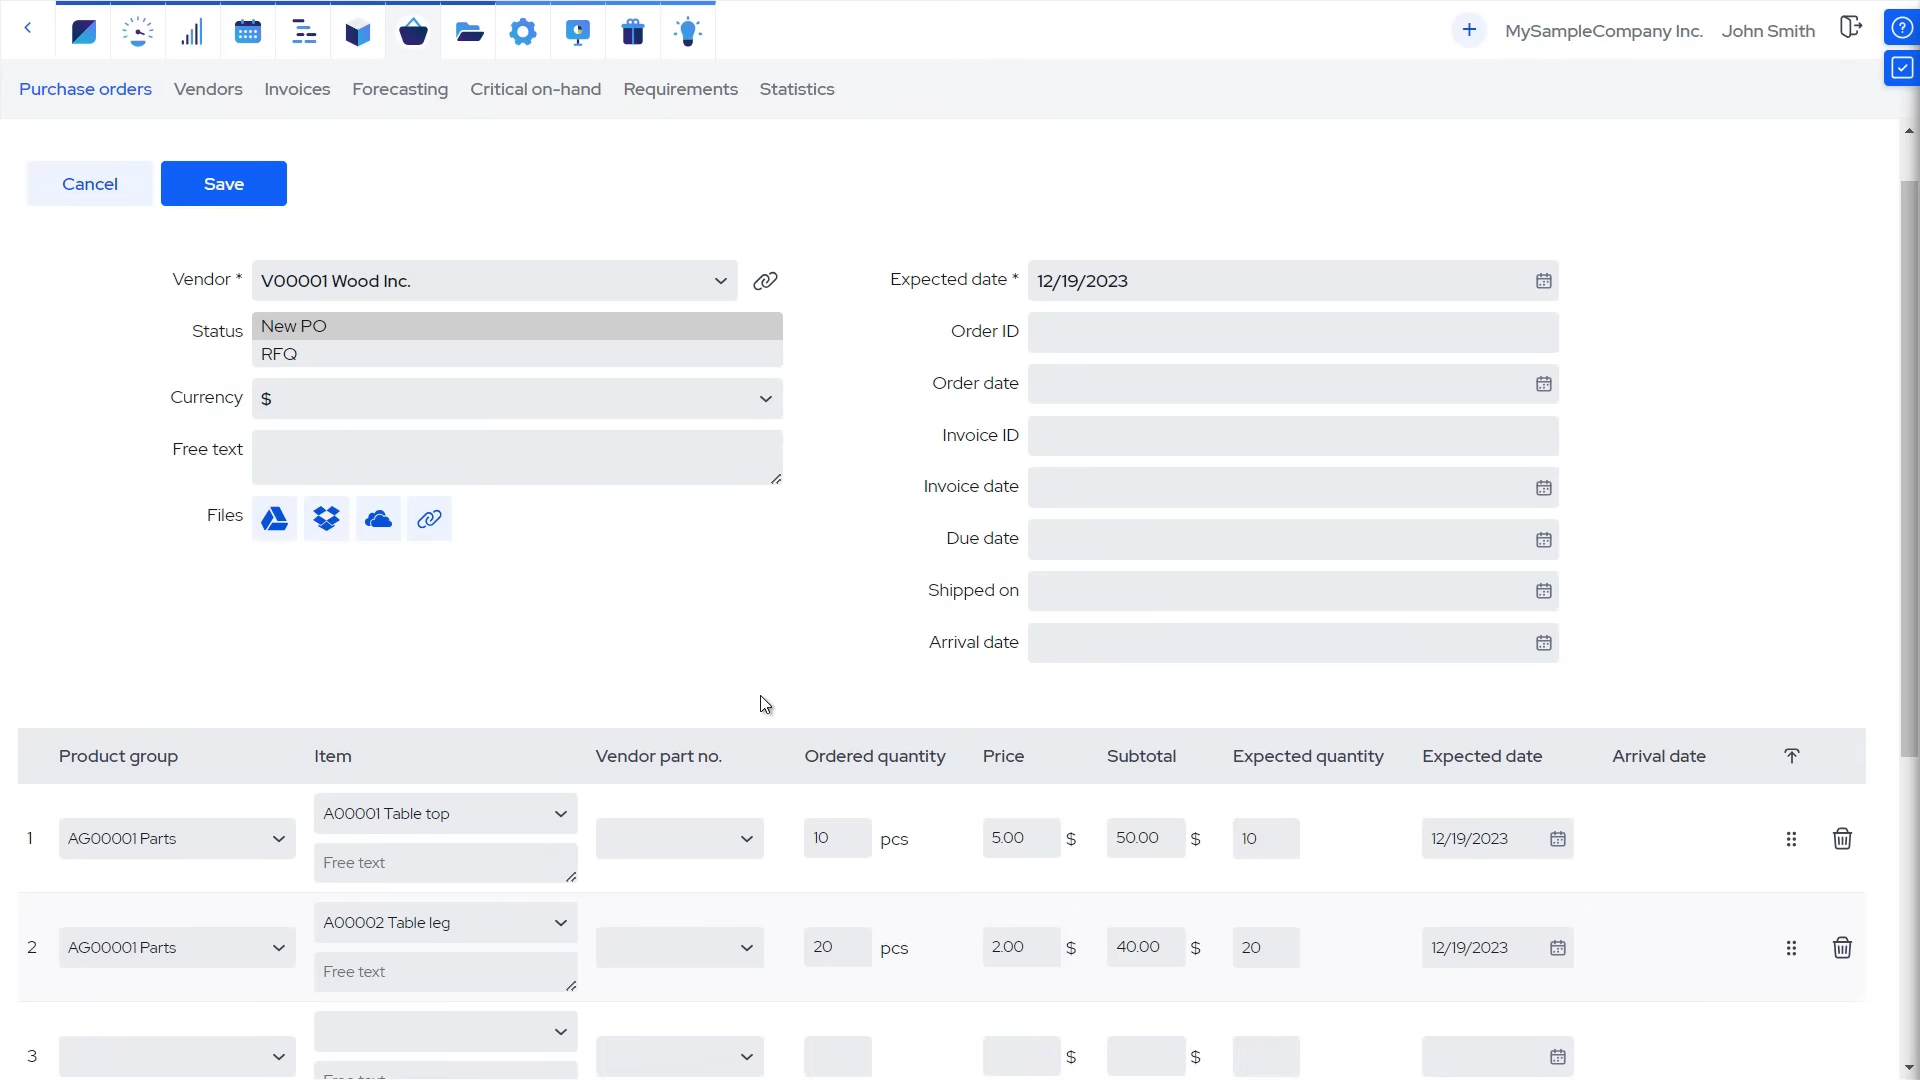 MySampleCompany Inc. John Smith
Purchase orders Vendors Invoices Forecasting Critical on-hand Requirements Statistics
Cancel Save
Vendor * V00001 Wood Inc.
Status New PO
RFQ
Currency $
Free text
Files
Expected date * 12/19/2023
Order ID
Order date
Invoice ID
Invoice date
Due date
Shipped on
Arrival date
Product group Item Vendor part no. Ordered quantity Price Subtotal Expected quantity Expected date Arrival date
1 AG00001 Parts A00001 Table top 10 pcs 5.00 $ 50.00 $ 10 12/19/2023
Free text
2 AG00001 Parts A00002 Table leg 20 pcs 2.00 $ 40.00 $ 20 12/19/2023
Free text
3 $ $
Free text